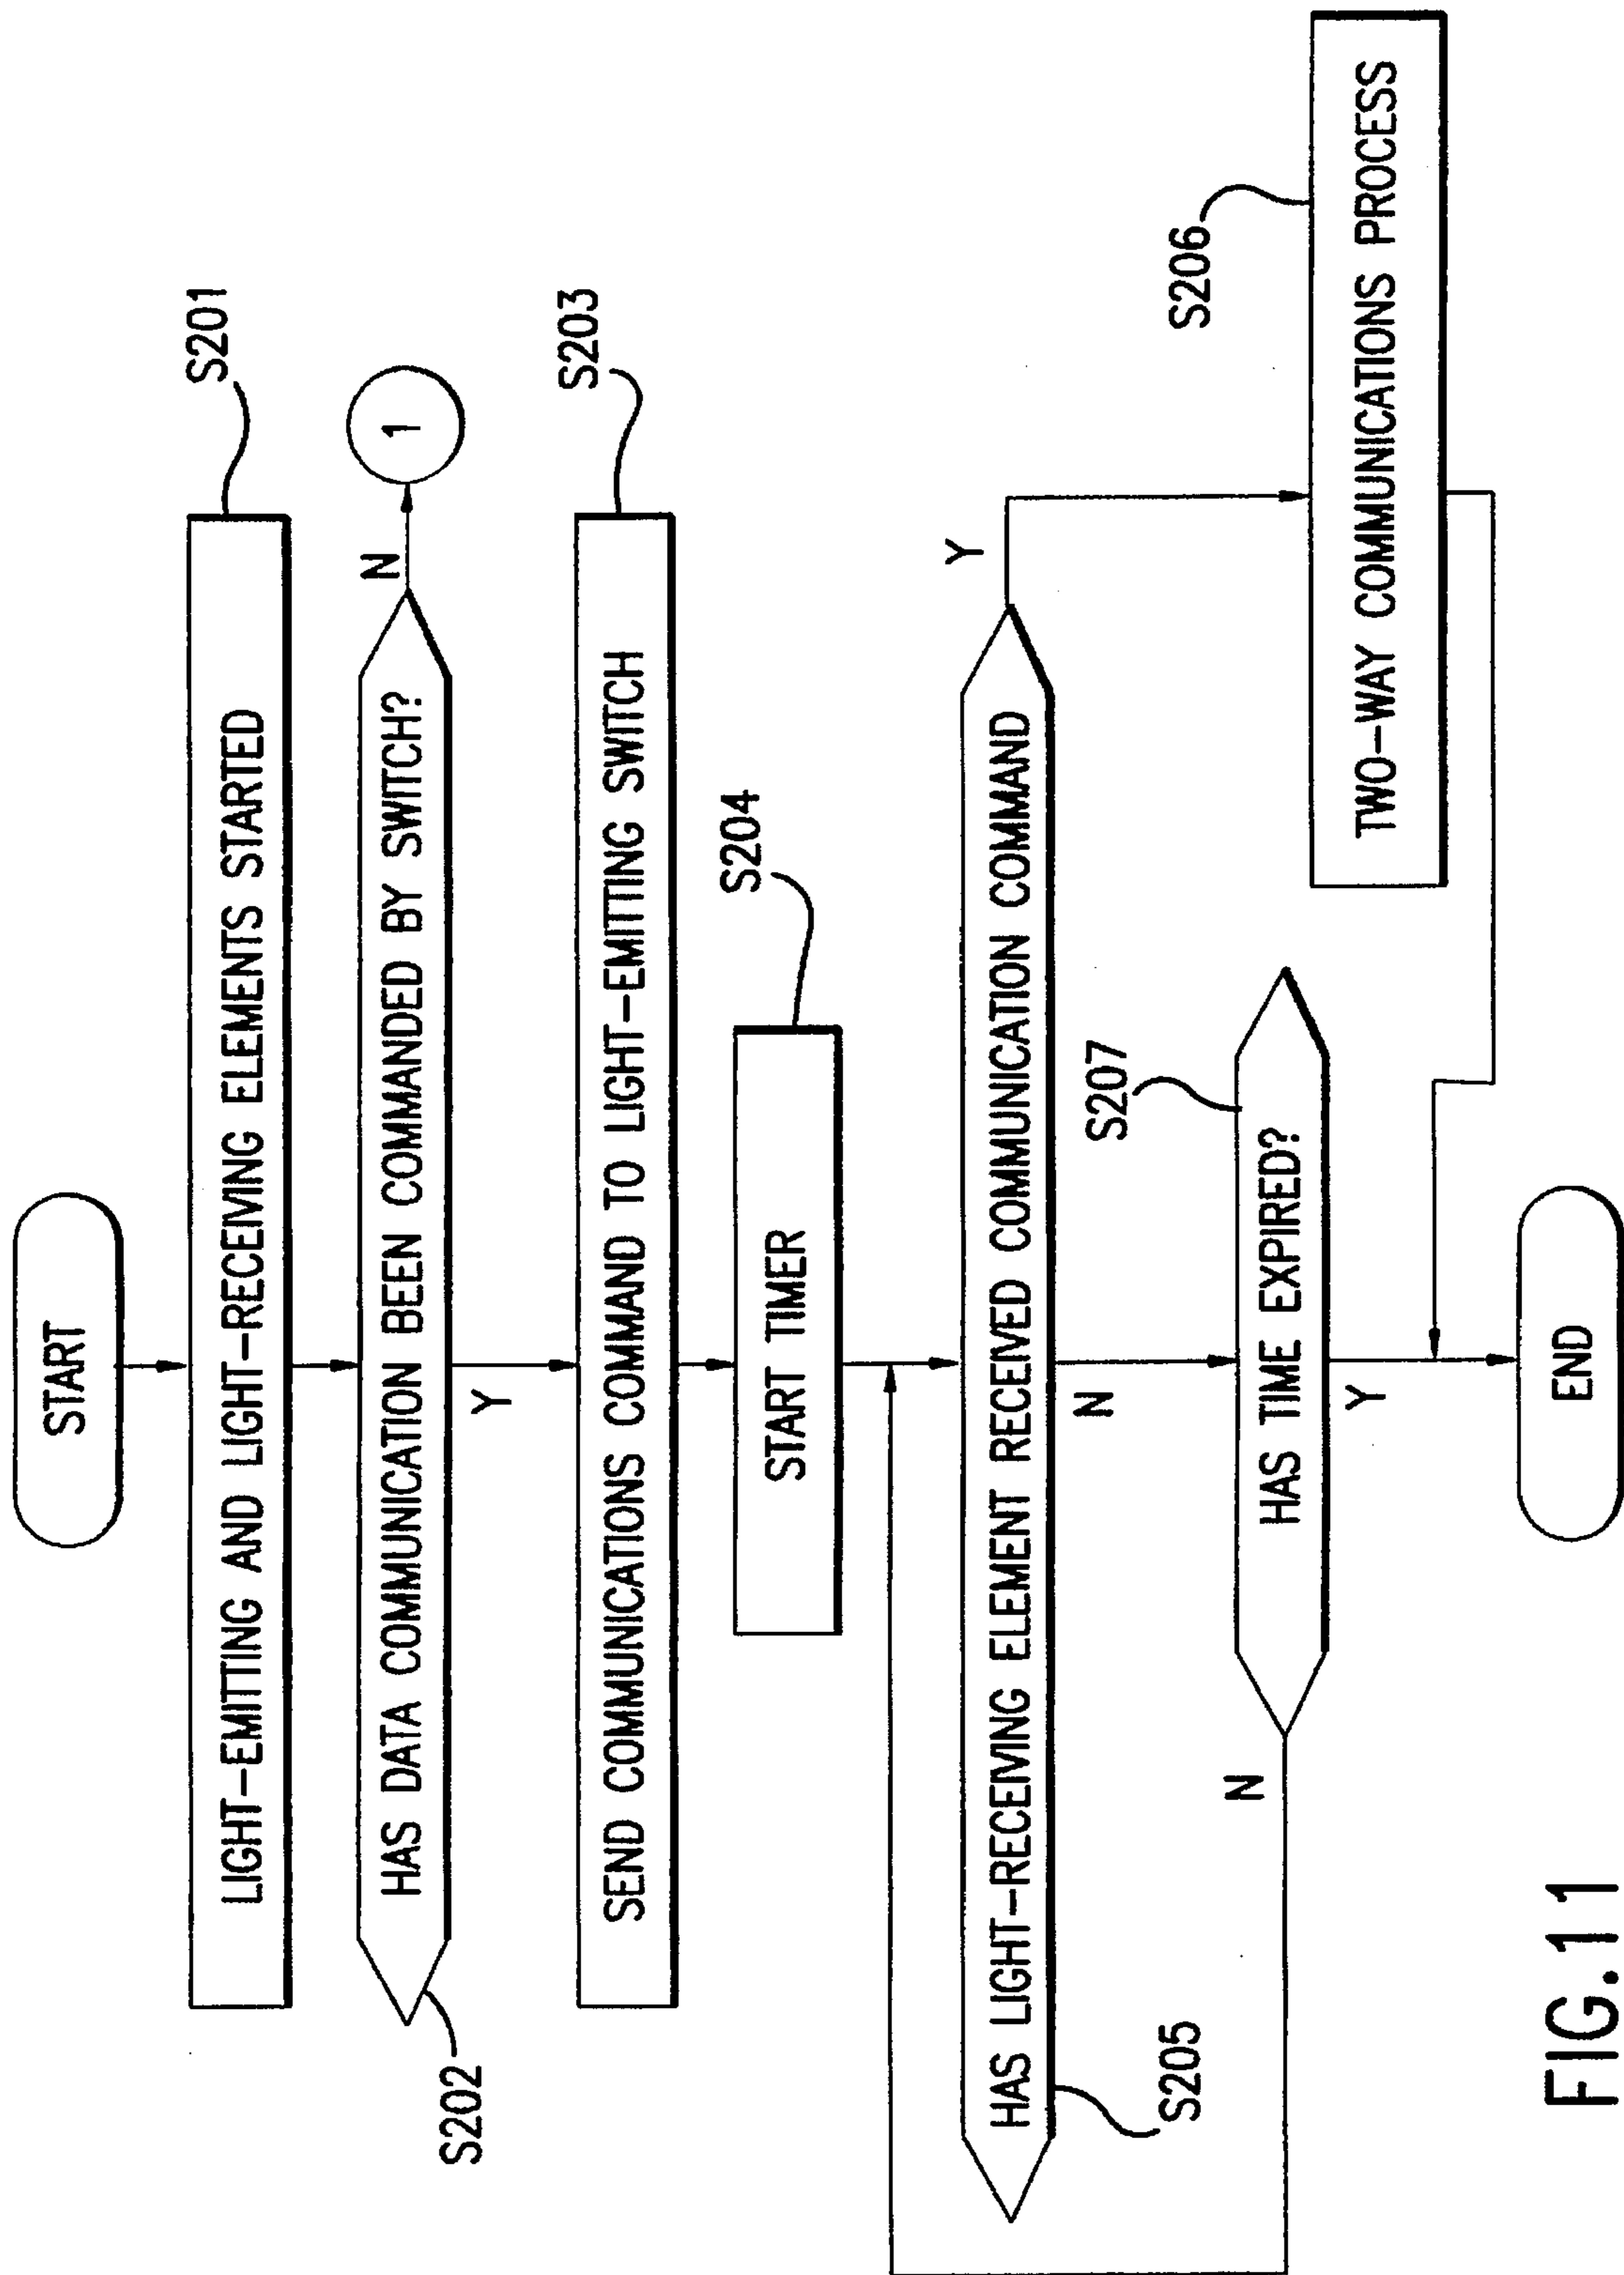 START
S201
LIGHT-EMITTING AND LIGHT-RECEIVING ELEMENTS STARTED
S202
HAS DATA COMMUNICATION BEEN COMMANDED BY SWITCH?
N
1
Y
S203
SEND COMMUNICATIONS COMMAND TO LIGHT-EMITTING SWITCH
S204
START TIMER
HAS LIGHT-RECEIVING ELEMENT RECEIVED COMMUNICATION COMMAND
Y
S205
N
S206
TWO-WAY COMMUNICATIONS PROCESS
S207
HAS TIME EXPIRED?
N
Y
END
FIG.11